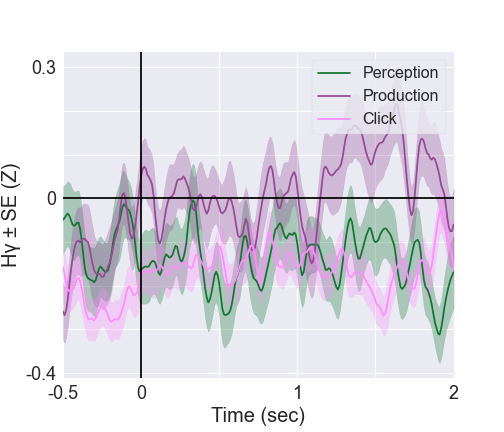 Hγ ± SE (Z)
0.3
0
-0.4
Perception
Production
Click
-0.5
0
1
2
Time (sec)